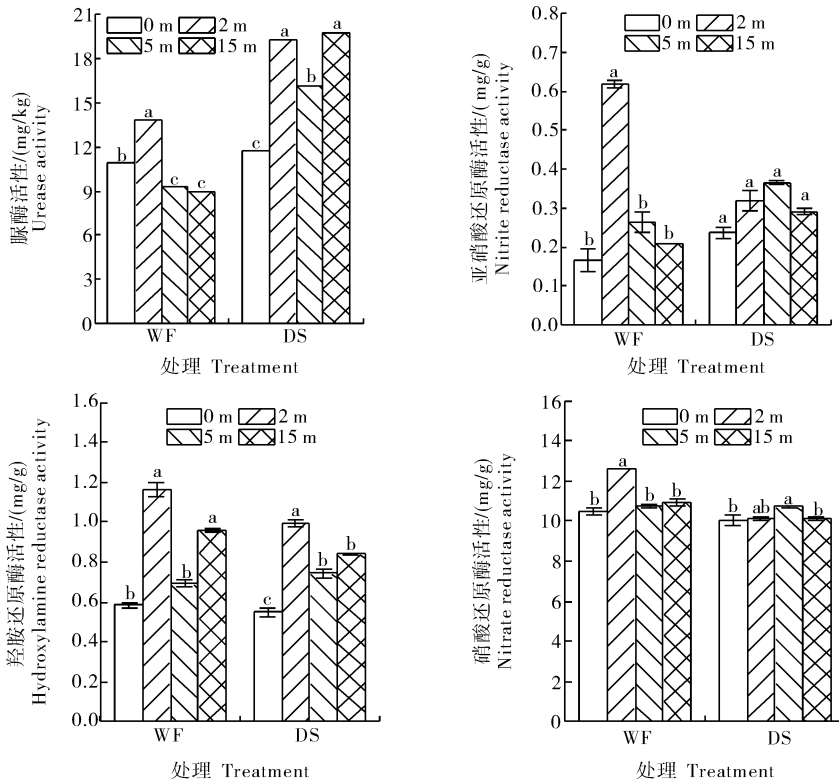 脲酶活性/(mg/kg)
Urease activity
21
18
15
12
9
6
3
0
0 m 2 m
5 m 15 m
b a c c c a b a
WF DS
处理 Treatment
亚硝酸还原酶活性/(mg/g)
Nitrite reductase activity
0.8
0.7
0.6
0.5
0.4
0.3
0.2
0.1
0.0
0 m 2 m
5 m 15 m
b a b b a a a a
WF DS
处理 Treatment
羟胺还原酶活性/(mg/g)
Hydroxylamine reductase activity
1.6
1.4
1.2
1.0
0.8
0.6
0.4
0.2
0.0
0 m 2 m
5 m 15 m
b a b a c a b b
WF DS
处理 Treatment
硝酸还原酶活性/(mg/g)
Nitrate reductase activity
16
14
12
10
8
6
4
2
0
0 m 2 m
5 m 15 m
b a b b b ab a b
WF DS
处理 Treatment